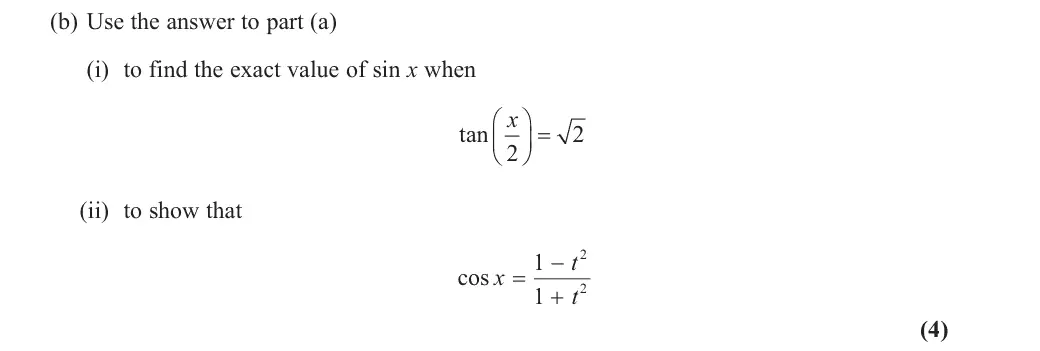 (b) Use the answer to part (a)
(i) to find the exact value of sin x when
tan(x/2) = √2
(ii) to show that
cos x = (1 − t²)/(1 + t²)
(4)